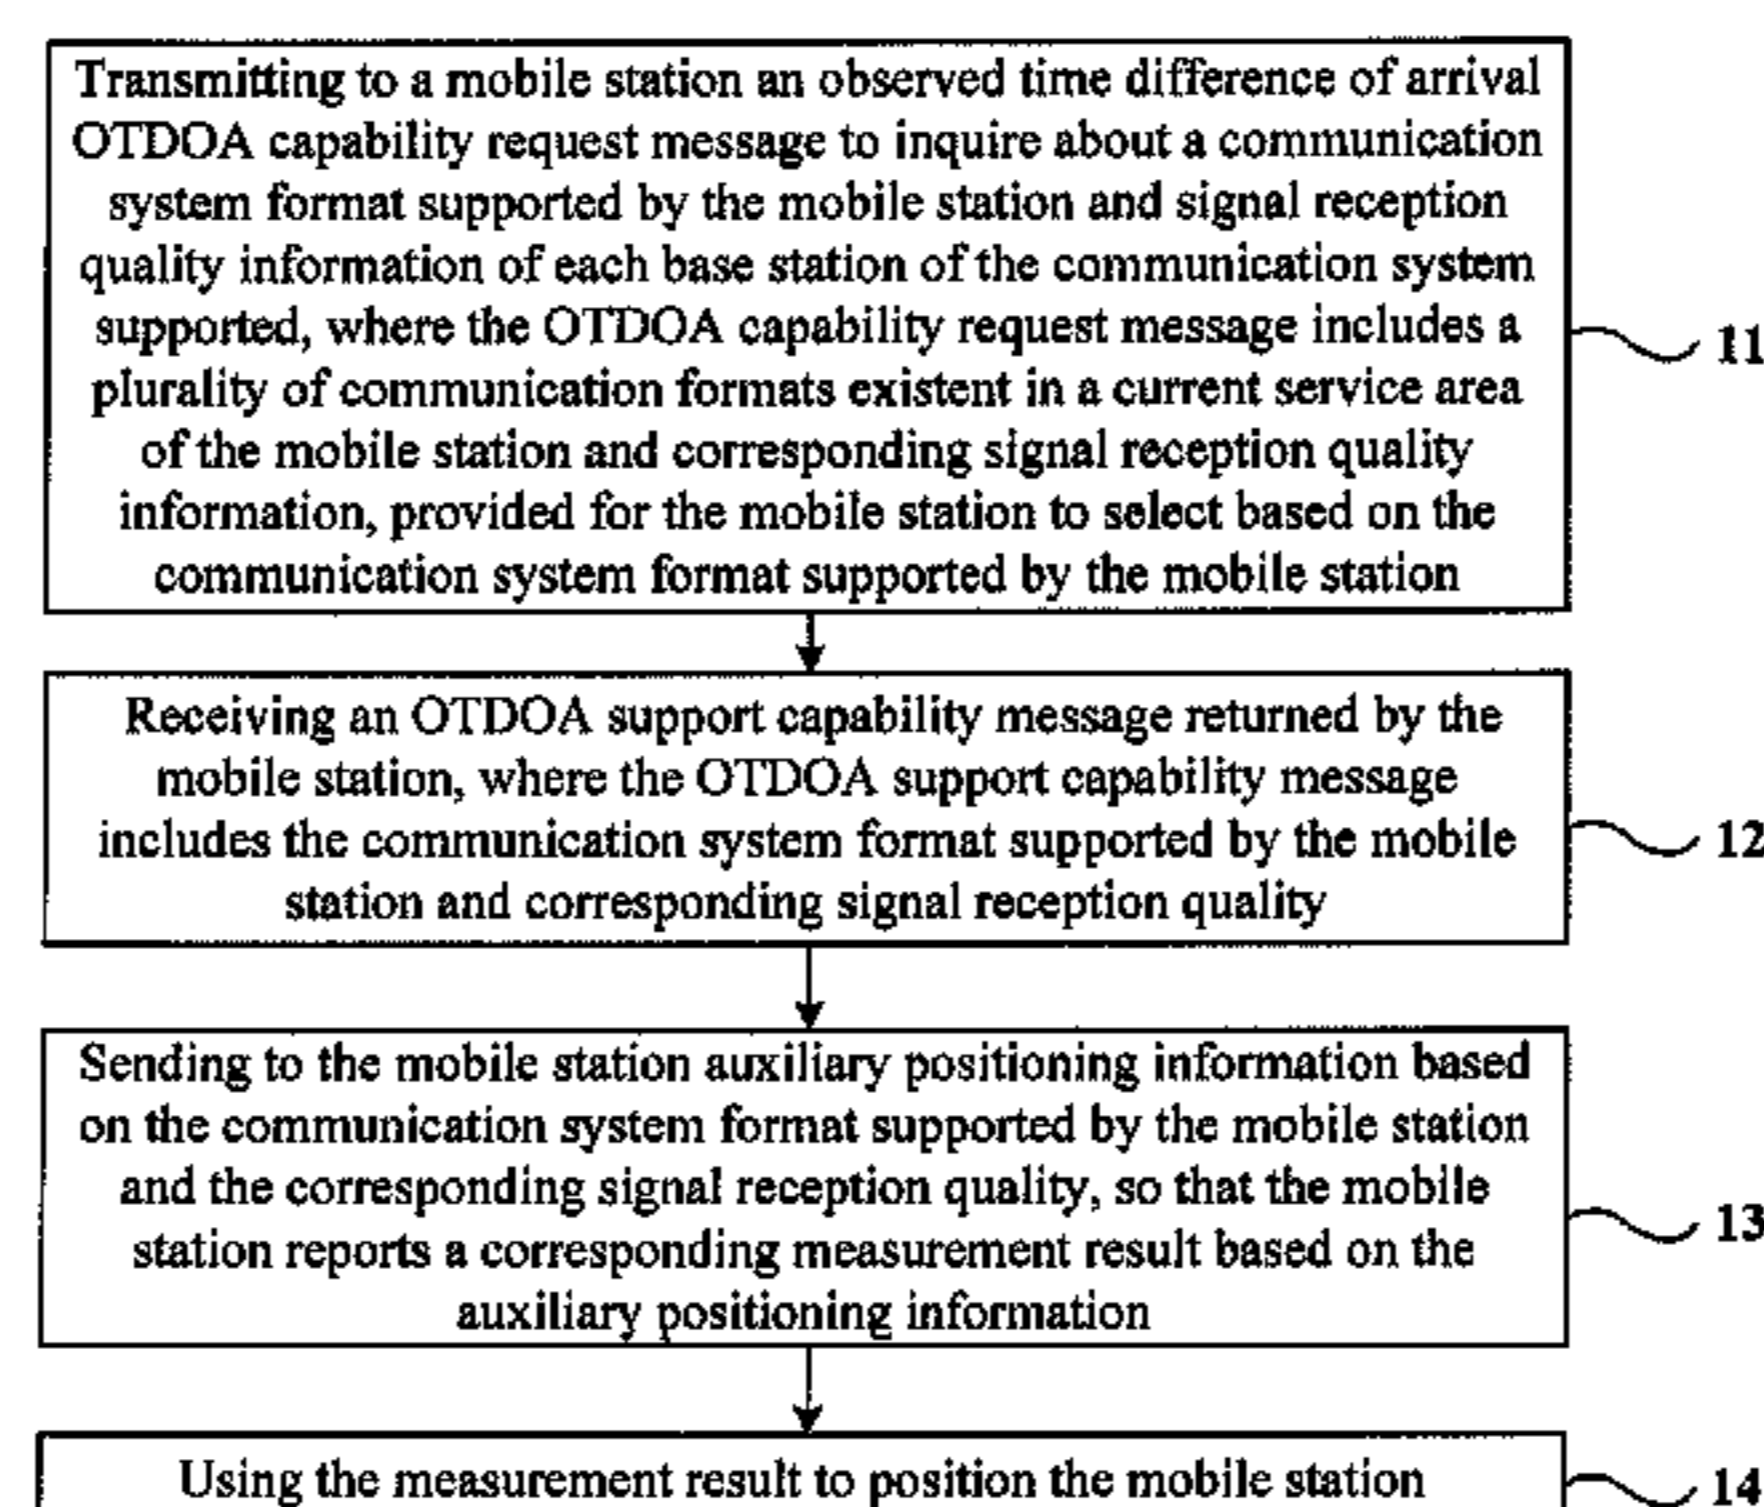 Transmitting to a mobile station an observed time difference of arrival
OTDOA capability request message to inquire about a communication
system format supported by the mobile station and signal reception
quality information of each base station of the communication system
supported, where the OTDOA capability request message includes a
plurality of communication formats existent in a current service area
of the mobile station and corresponding signal reception quality
information, provided for the mobile station to select based on the
communication system format supported by the mobile station
11
Receiving an OTDOA support capability message returned by the
mobile station, where the OTDOA support capability message
includes the communication system format supported by the mobile
station and corresponding signal reception quality
12
Sending to the mobile station auxiliary positioning information based
on the communication system format supported by the mobile station
and the corresponding signal reception quality, so that the mobile
station reports a corresponding measurement result based on the
auxiliary positioning information
13
Using the measurement result to position the mobile station
14